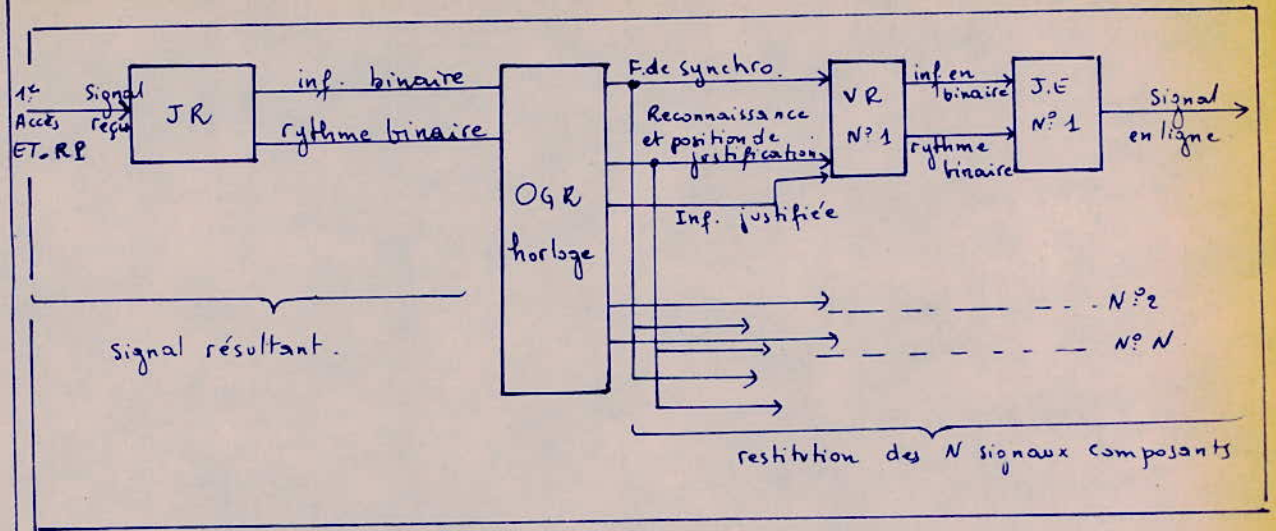 1er
Accès
ET-RP
Signal
reçu
JR
inf. binaire
rythme binaire
OGR
horloge
F.de synchro.
Reconnaissance
et position de
justification
Inf. justifiée
VR
N° 1
inf en
binaire
rythme
binaire
J.E
N° 1
Signal
en ligne
N° 2
N° N
Signal résultant.
restitution des N signaux composants